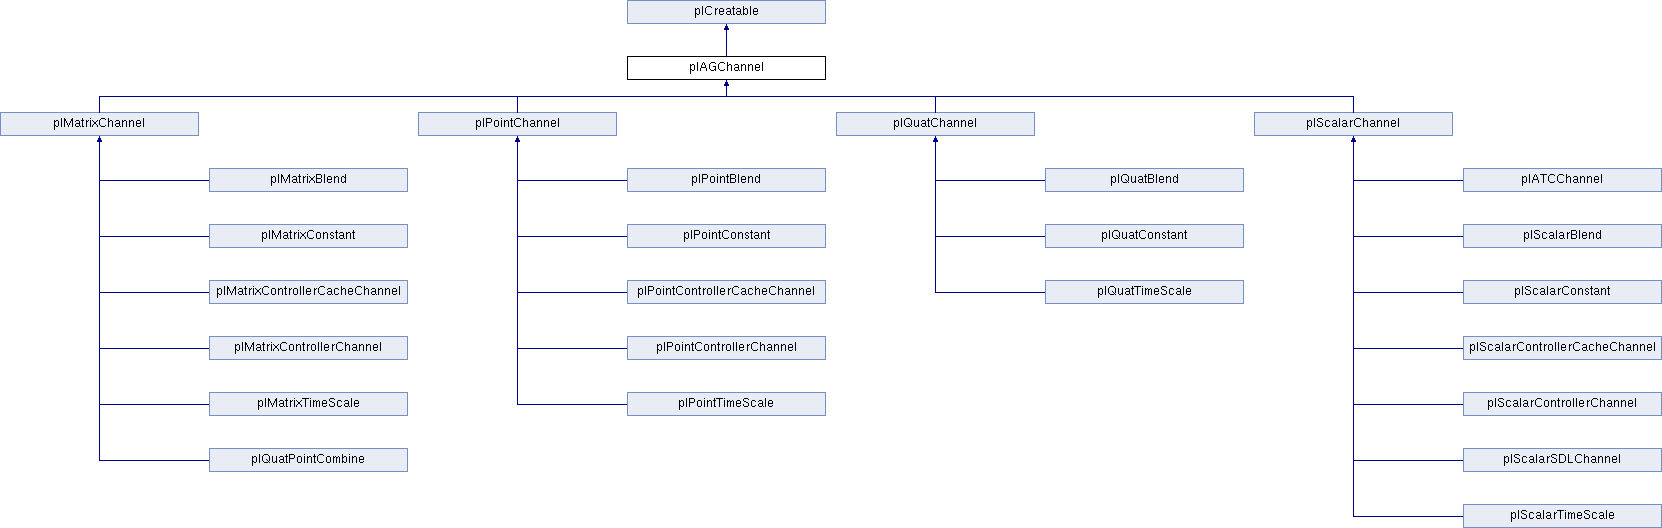 plCreatable
plAGChannel
plMatrixChannel
plPointChannel
plQuatChannel
plScalarChannel
plMatrixBlend
plPointBlend
plQuatBlend
plATCChannel
plMatrixConstant
plPointConstant
plQuatConstant
plScalarBlend
plMatrixControllerCacheChannel
plPointControllerCacheChannel
plQuatTimeScale
plScalarConstant
plMatrixControllerChannel
plPointControllerChannel
plScalarControllerCacheChannel
plMatrixTimeScale
plPointTimeScale
plScalarControllerChannel
plQuatPointCombine
plScalarSDLChannel
plScalarTimeScale